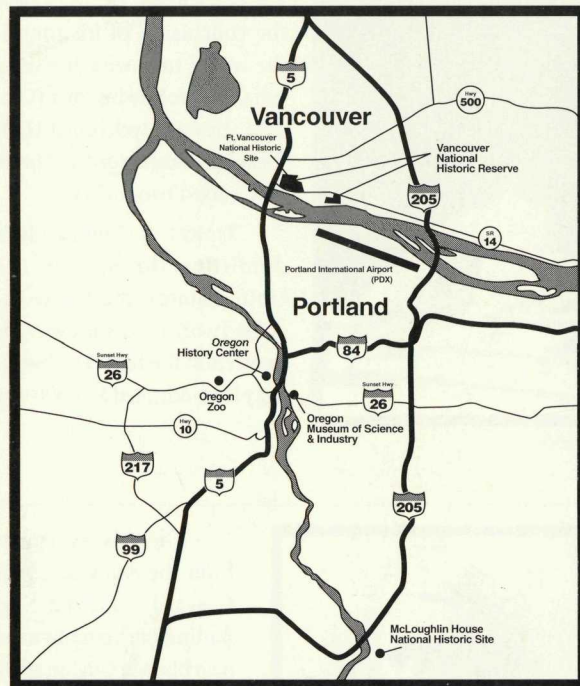 5
Hwy
500
Vancouver
Ft. Vancouver
National Historic
Site
Vancouver
National
Historic Reserve
205
SR
14
Portland International Airport
(PDX)
Portland
Oregon
History Center
84
Sunset Hwy
26
Oregon
Zoo
Sunset Hwy
26
Hwy
10
Oregon
Museum of Science
& Industry
217
5
205
99
McLoughlin House
National Historic Site